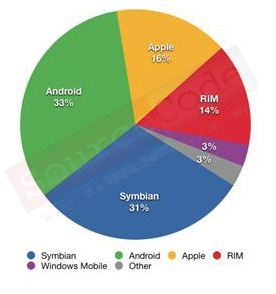 Apple
16%
Android
33%
RIM
14%
3%
3%
Symbian
31%
Symbian Android Apple RIM
Windows Mobile Other